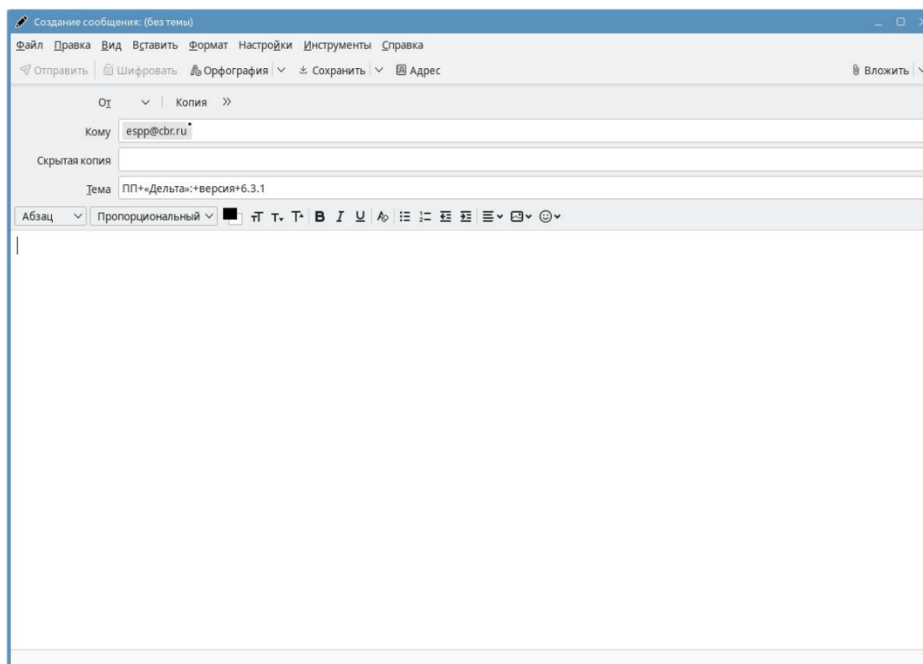 Создание сообщения: (без темы)
Файл Правка Вид Вставить Формат Настройки Инструменты Справка
Отправить Шифровать Орфография Сохранить Адрес Вложить
От Копия »
Кому espp@cbr.ru
Скрытая копия
Тема ПП+«Дельта»:+версия+6.3.1
Абзац Пропорциональный